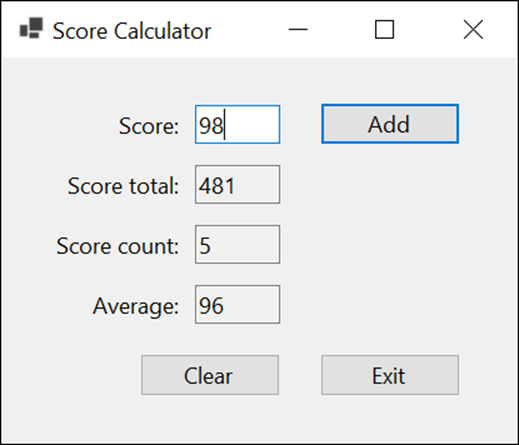 Score Calculator
Score: 98 Add
Score total: 481
Score count: 5
Average: 96
Clear Exit